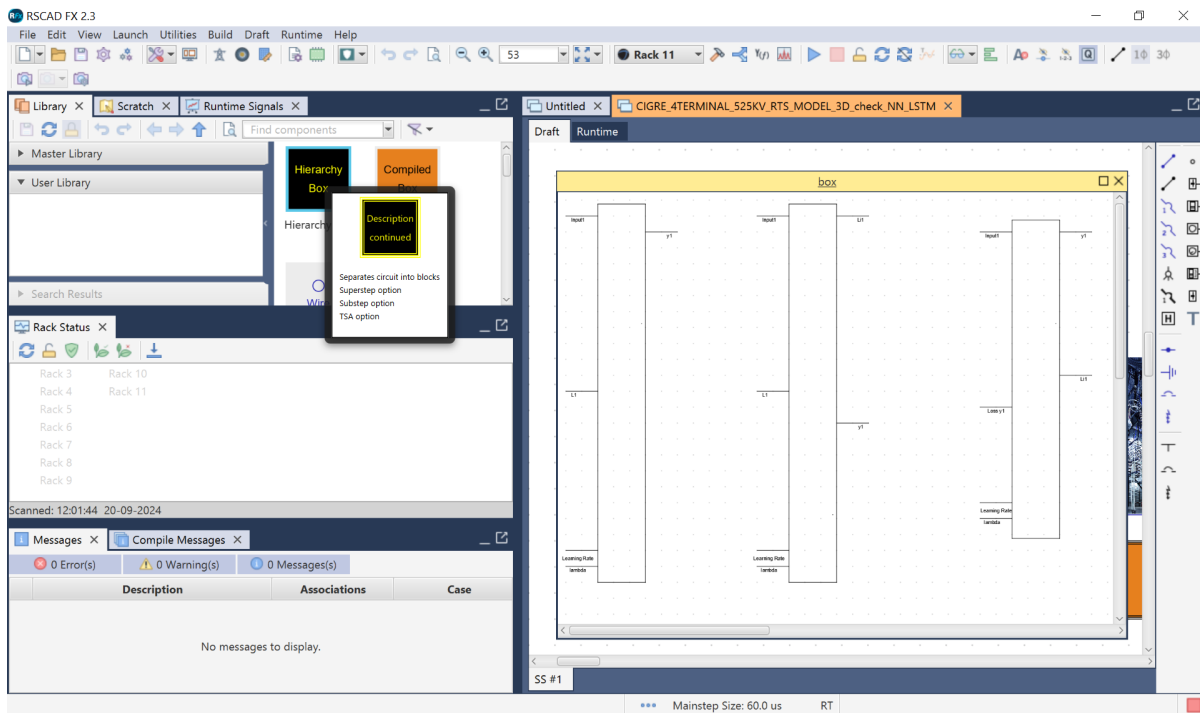 RSCAD FX 2.3
File Edit View Launch Utilities Build Draft Runtime Help
53
Rack 11
1Φ 3Φ
Library
Scratch
Runtime Signals
Find components
Master Library
User Library
Search Results
Hierarchy
Box
Compiled
Hierarchy
Description
continued
Separates circuit into blocks
Superstep option
Substep option
TSA option
Rack Status
Rack 3 Rack 10
Rack 4 Rack 11
Rack 5
Rack 6
Rack 7
Rack 8
Rack 9
Scanned: 12:01:44 20-09-2024
Messages
Compile Messages
0 Error(s) 0 Warning(s) 0 Messages(s)
Description Associations Case
No messages to display.
Untitled
CIGRE_4TERMINAL_525KV_RTS_MODEL_3D_check_NN_LSTM
Draft Runtime
box
Input1
y1
L1
Learning Rate
lambda
Input1
Li1
L1
y1
Learning Rate
lambda
Input1
y1
Li1
Loss y1
Learning Rate
lambda
SS #1
Mainstep Size: 60.0 us RT